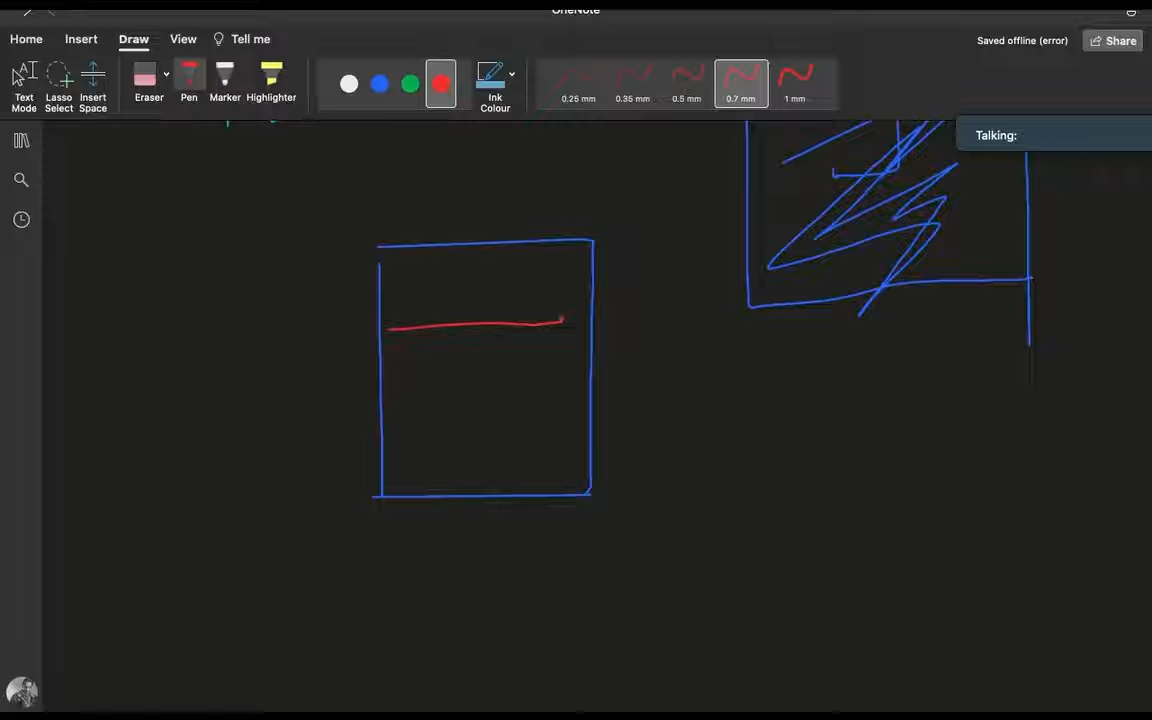 OneNote
Home Insert Draw View Tell me
Saved offline (error) Share
Text Mode
Lasso Select
Insert Space
Eraser
Pen
Marker
Highlighter
Ink Colour
0.25 mm 0.35 mm 0.5 mm 0.7 mm 1 mm
Talking: